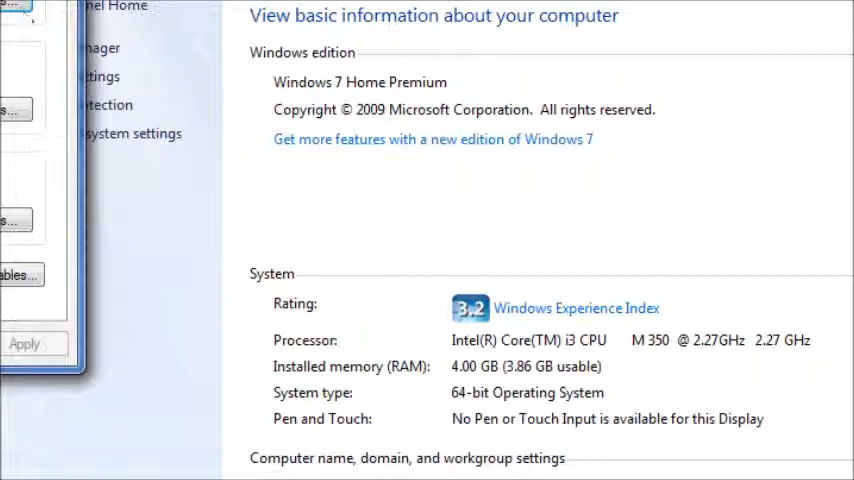 s...
nel Home
View basic information about your computer
nager
Windows edition
ttings
Windows 7 Home Premium
tection
s...
Copyright © 2009 Microsoft Corporation. All rights reserved.
system settings
Get more features with a new edition of Windows 7
s...
ables...
System
Rating:
3.2 Windows Experience Index
Apply
Processor: Intel(R) Core(TM) i3 CPU M 350 @ 2.27GHz 2.27 GHz
Installed memory (RAM): 4.00 GB (3.86 GB usable)
System type: 64-bit Operating System
Pen and Touch: No Pen or Touch Input is available for this Display
Computer name, domain, and workgroup settings